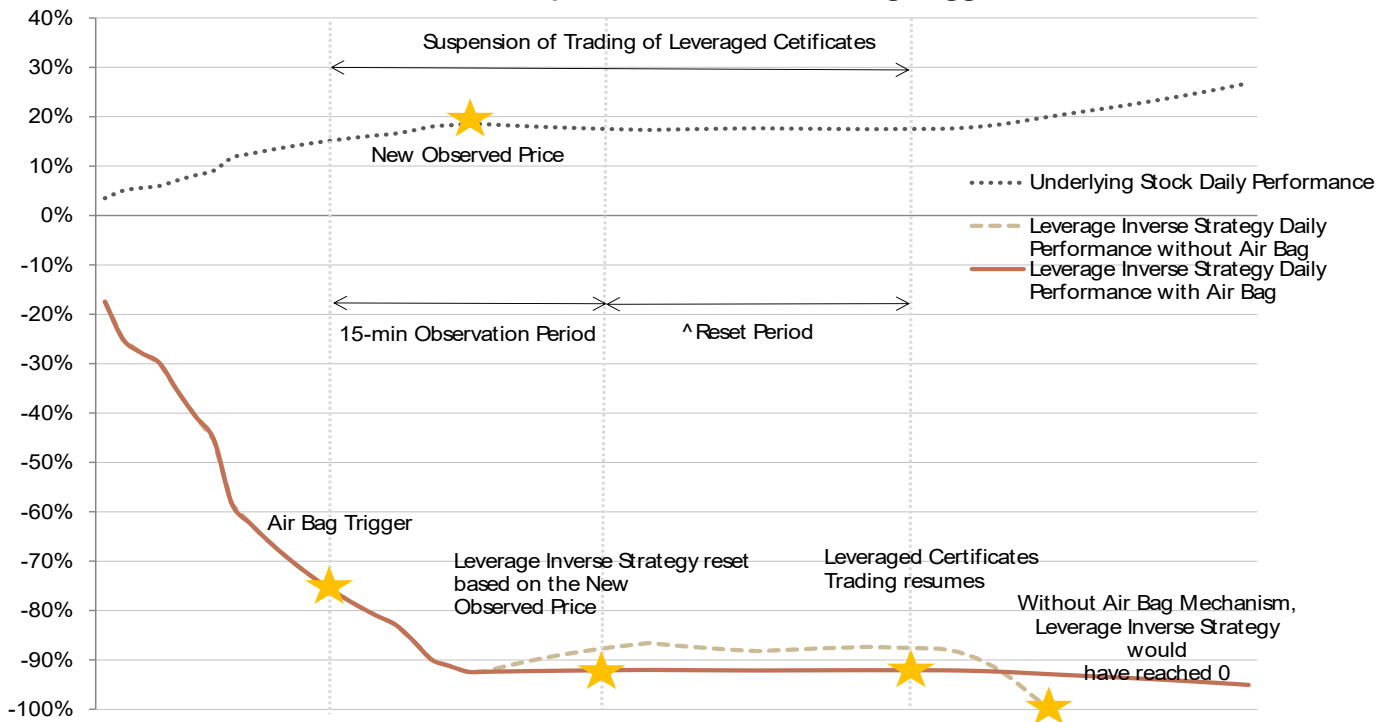 40%
Suspension of Trading of Leveraged Cetificates
30%
20%
New Observed Price
10%
Underlying Stock Daily Performance
0%
Leverage Inverse Strategy Daily
Performance without Air Bag
-10%
Leverage Inverse Strategy Daily
Performance with Air Bag
-20%
15-min Observation Period
^Reset Period
-30%
-40%
-50%
-60%
Air Bag Trigger
-70%
Leverage Inverse Strategy reset
based on the New
Observed Price
Leveraged Certificates
Trading resumes
-80%
Without Air Bag Mechanism,
Leverage Inverse Strategy
would
have reached 0
-90%
-100%